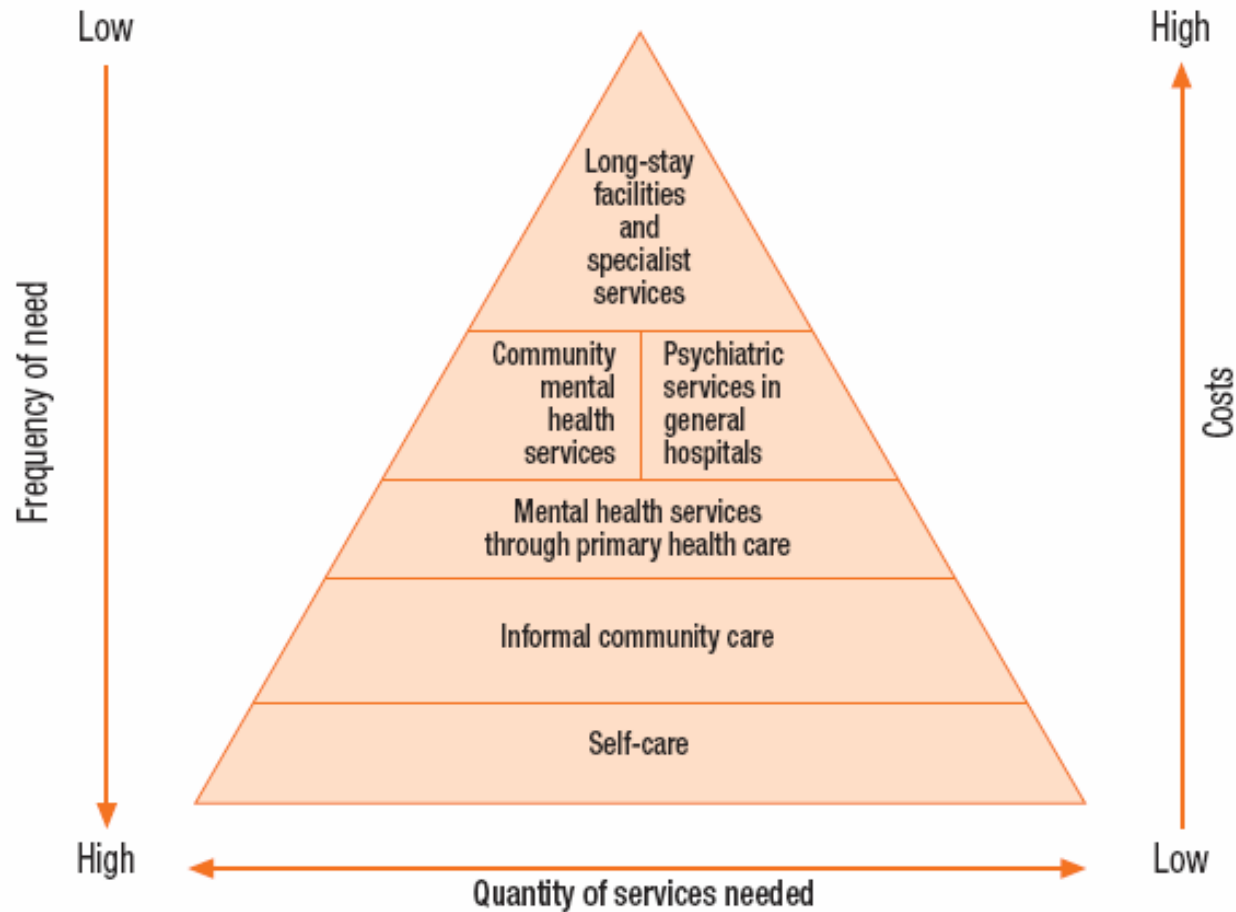 Low
High
Long-stay
facilities
and
specialist
services
Frequency of need
Community
mental
health
services
Psychiatric
services in
general
hospitals
Costs
Mental health services
through primary health care
Informal community care
Self-care
High
Low
Quantity of services needed